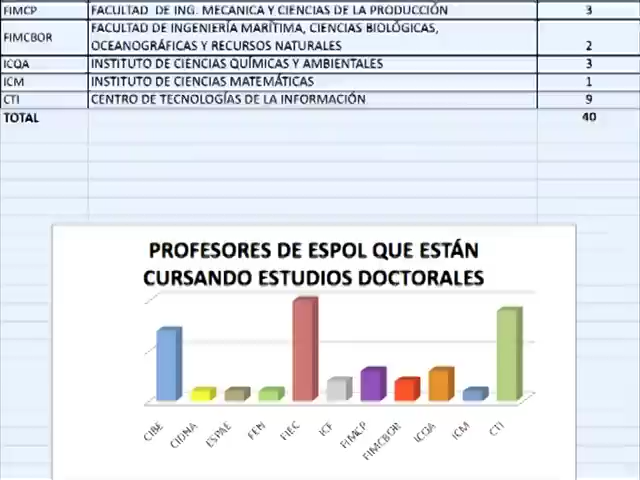 FIMCP FACULTAD DE ING. MECANICA Y CIENCIAS DE LA PRODUCCIÓN 3
FIMCBOR FACULTAD DE INGENIERÍA MARÍTIMA, CIENCIAS BIOLÓGICAS,
OCEANOGRÁFICAS Y RECURSOS NATURALES 2
ICQA INSTITUTO DE CIENCIAS QUÍMICAS Y AMBIENTALES 3
ICM INSTITUTO DE CIENCIAS MATEMÁTICAS 1
CTI CENTRO DE TECNOLOGÍAS DE LA INFORMACIÓN 9
TOTAL 40
PROFESORES DE ESPOL QUE ESTÁN
CURSANDO ESTUDIOS DOCTORALES
CIBE CIDNA ESPAE FEN FIEC ICF FIMCP FIMCBOR ICQA ICM CTI